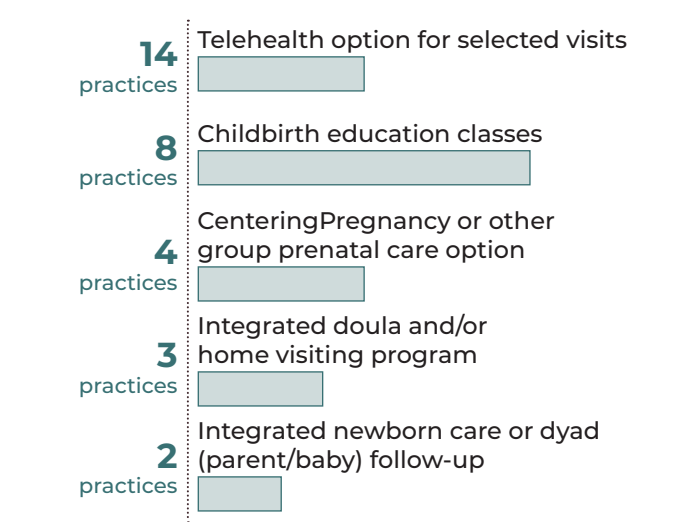 14
practices
Telehealth option for selected visits
8
practices
Childbirth education classes
4
practices
CenteringPregnancy or other
group prenatal care option
3
practices
Integrated doula and/or
home visiting program
2
practices
Integrated newborn care or dyad
(parent/baby) follow-up